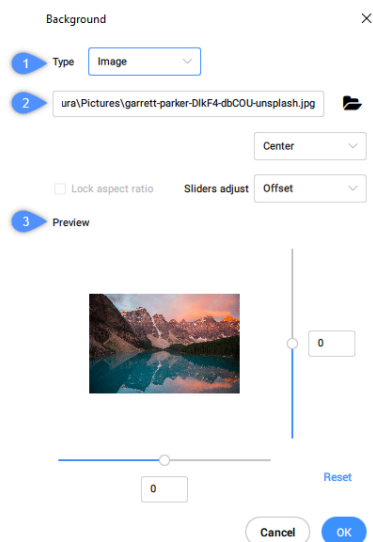 Background
1 Type Image
2 ura\Pictures\garrett-parker-DlkF4-dbCOU-unsplash.jpg
Center
Lock aspect ratio Sliders adjust Offset
3 Preview
0
0
Reset
Cancel OK